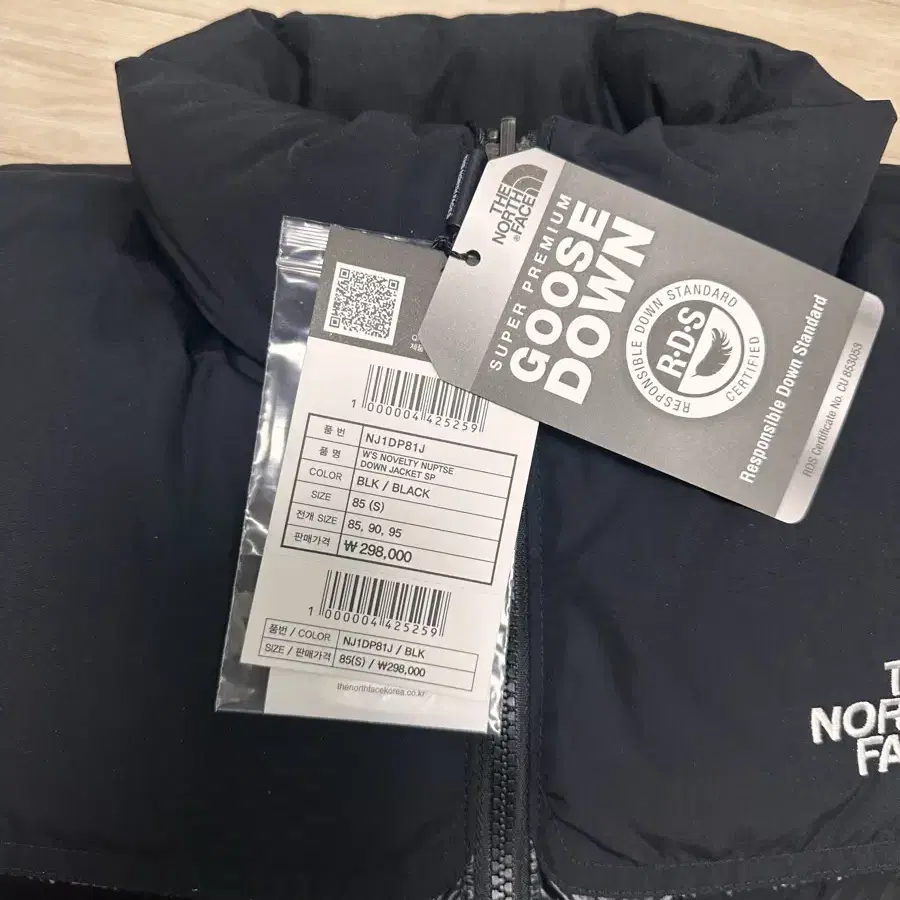 THE
NORTH
FACE®
SUPER PREMIUM
GOOSE
DOWN
RESPONSIBLE DOWN STANDARD
R·D·S
CERTIFIED
Responsible Down Standard
RDS Certificate No. CU 853053
1 000004 425259
품 번 NJ1DP81J
품 명 W'S NOVELTY NUPTSE
DOWN JACKET SP
COLOR BLK / BLACK
SIZE 85 (S)
전개 SIZE 85, 90, 95
판매가격 ₩ 298,000
1 000004 425259
품번 / COLOR NJ1DP81J / BLK
SIZE / 판매가격 85(S) / ₩298,000
thenorthfacekorea.co.kr
NOR
FA